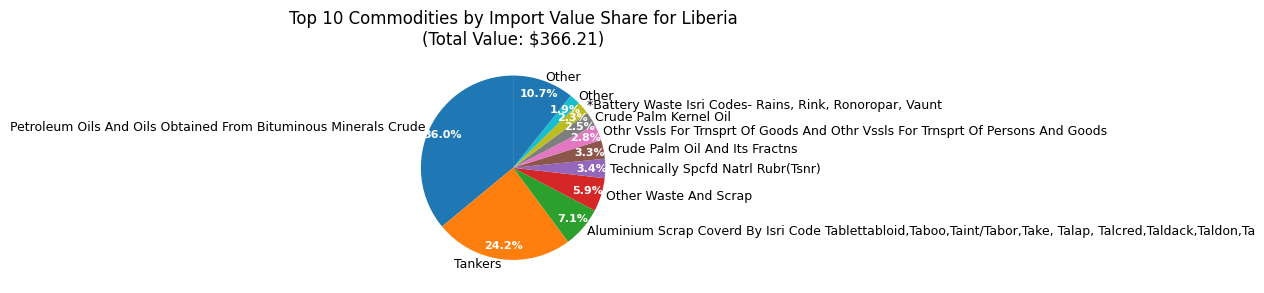 Top 10 Commodities by Import Value Share for Liberia
(Total Value: $366.21)
Other
10.7%
Other
1.9%
*Battery Waste Isri Codes- Rains, Rink, Ronoropar, Vaunt
2.3%
Crude Palm Kernel Oil
2.5%
Othr Vssls For Trnsprt Of Goods And Othr Vssls For Trnsprt Of Persons And Goods
2.8%
Petroleum Oils And Oils Obtained From Bituminous Minerals Crude
36.0%
Crude Palm Oil And Its Fractns
3.3%
Technically Spcfd Natrl Rubr(Tsnr)
3.4%
Other Waste And Scrap
5.9%
Aluminium Scrap Coverd By Isri Code Tablettabloid,Taboo,Taint/Tabor,Take, Talap, Talcred,Taldack,Taldon,Ta
7.1%
24.2%
Tankers